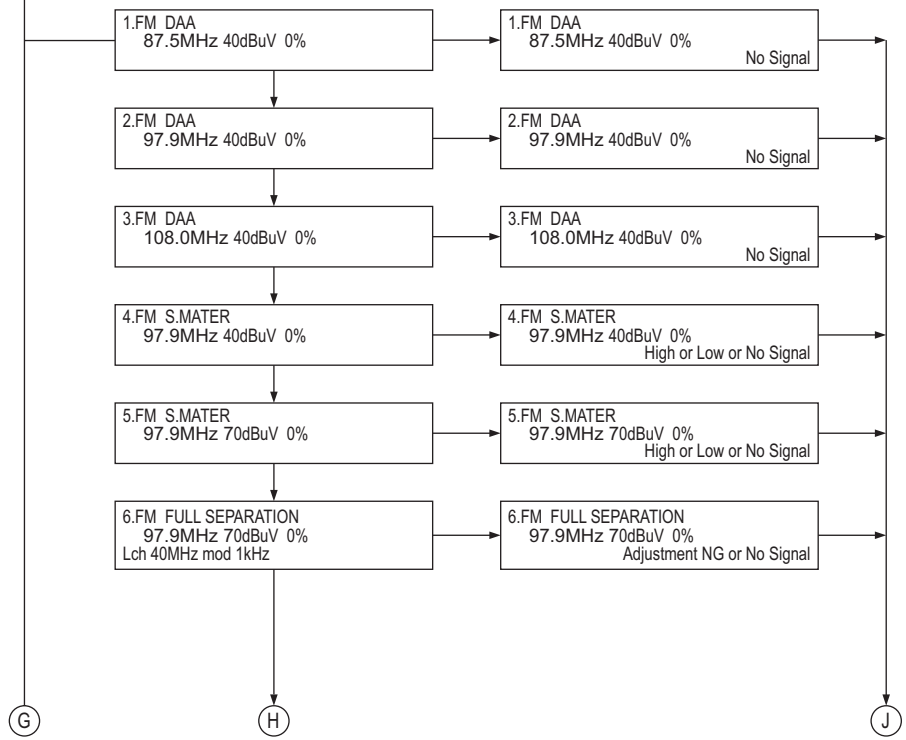 1.FM DAA
87.5MHz 40dBuV 0%
1.FM DAA
87.5MHz 40dBuV 0%
No Signal
2.FM DAA
97.9MHz 40dBuV 0%
2.FM DAA
97.9MHz 40dBuV 0%
No Signal
3.FM DAA
108.0MHz 40dBuV 0%
3.FM DAA
108.0MHz 40dBuV 0%
No Signal
4.FM S.MATER
97.9MHz 40dBuV 0%
4.FM S.MATER
97.9MHz 40dBuV 0%
High or Low or No Signal
5.FM S.MATER
97.9MHz 70dBuV 0%
5.FM S.MATER
97.9MHz 70dBuV 0%
High or Low or No Signal
6.FM FULL SEPARATION
97.9MHz 70dBuV 0%
Lch 40MHz mod 1kHz
6.FM FULL SEPARATION
97.9MHz 70dBuV 0%
Adjustment NG or No Signal
G
H
J